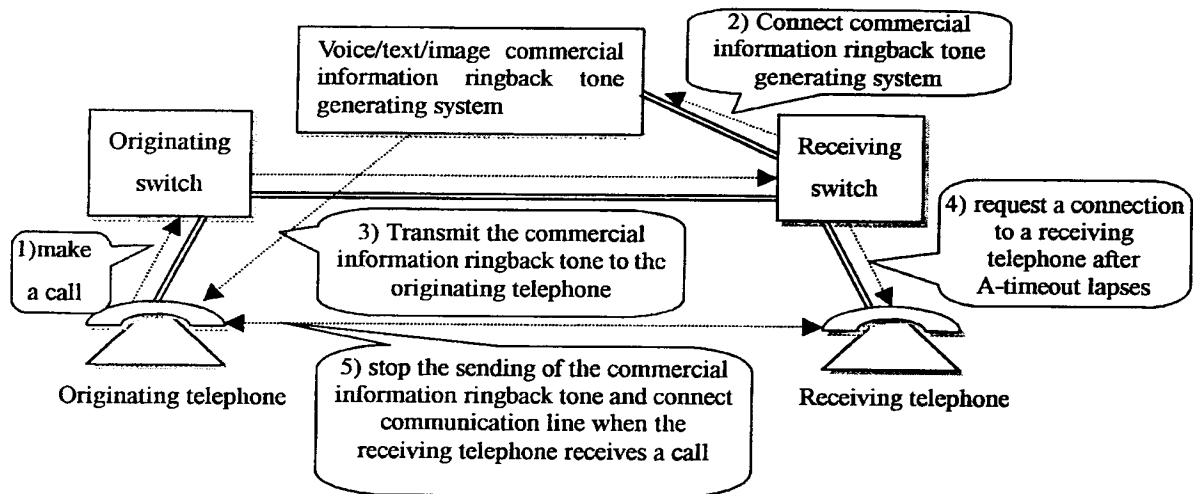 Voice/text/image commercial
information ringback tone
generating system
2) Connect commercial
information ringback tone
generating system
Originating
switch
Receiving
switch
1)make
a call
3) Transmit the commercial
information ringback tone to the
originating telephone
4) request a connection
to a receiving
telephone after
A-timeout lapses
5) stop the sending of the commercial
information ringback tone and connect
communication line when the
receiving telephone receives a call
Originating telephone
Receiving telephone